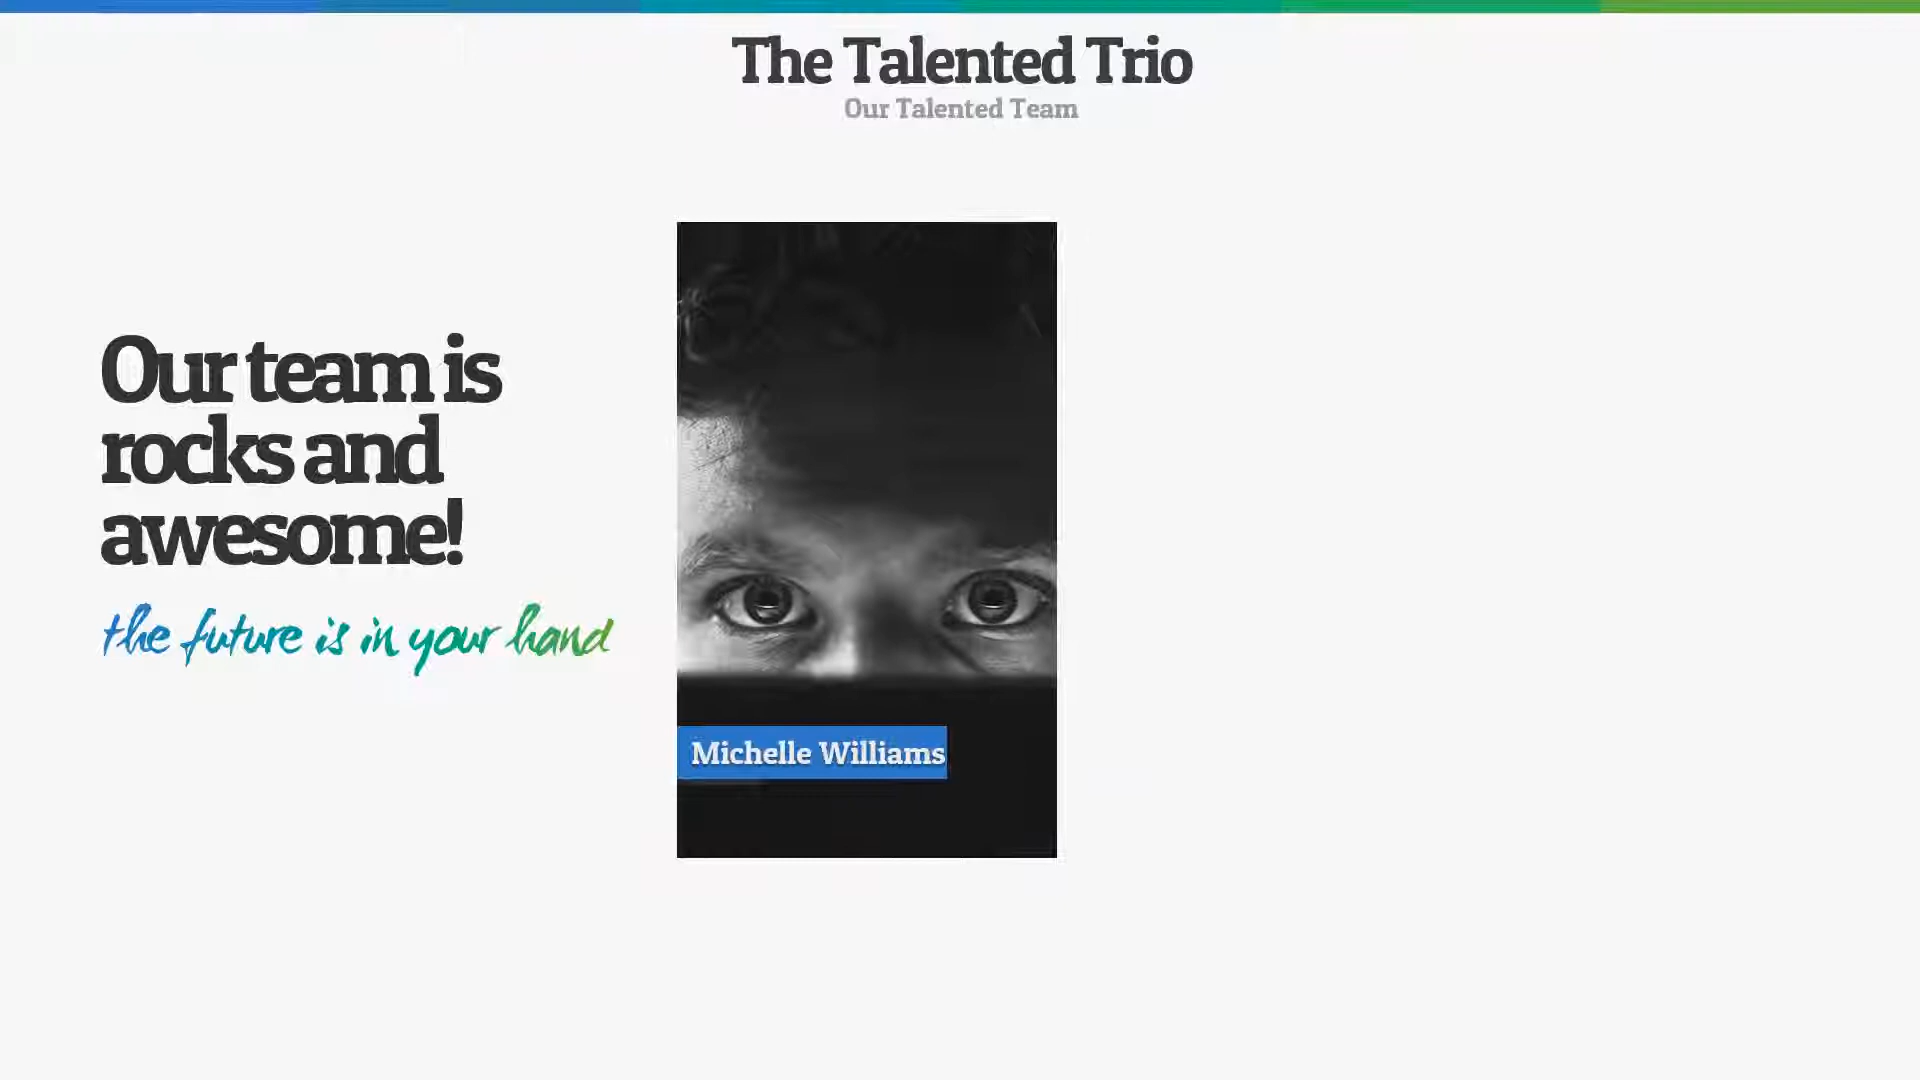 The Talented Trio
Our Talented Team
Our team is
rocks and
awesome!
the future is in your hand
Michelle Williams